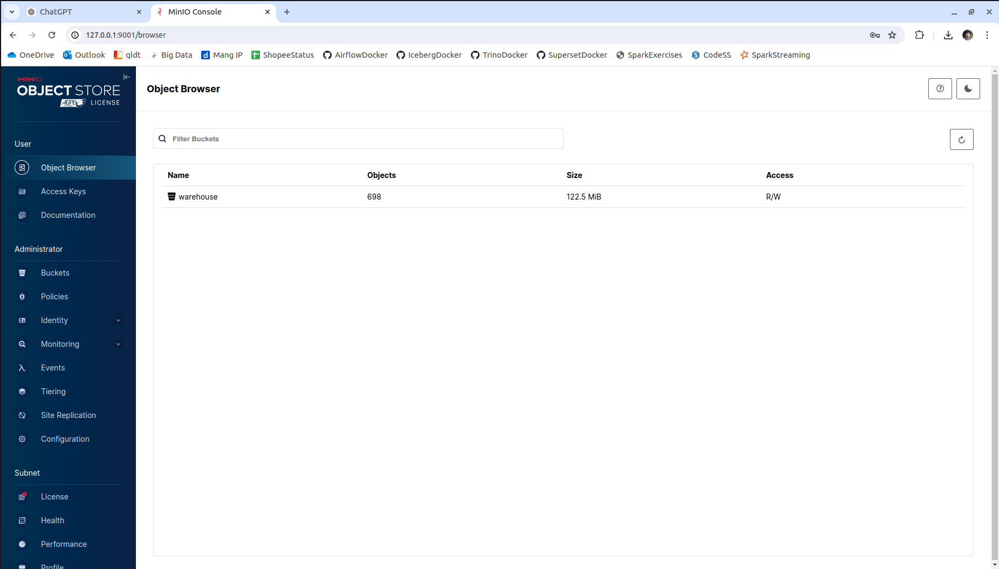 ChatGPT
MinIO Console
127.0.0.1:9001/browser
OneDrive Outlook qldt Big Data Mang IP ShopeeStatus AirflowDocker IcebergDocker TrinoDocker SupersetDocker SparkExercises CodeSS SparkStreaming
MINIO
OBJECT STORE
AGPLv3 LICENSE
User
Object Browser
Access Keys
Documentation
Administrator
Buckets
Policies
Identity
Monitoring
Events
Tiering
Site Replication
Configuration
Subnet
License
Health
Performance
Profile
Object Browser
Filter Buckets
Name Objects Size Access
warehouse 698 122.5 MiB R/W